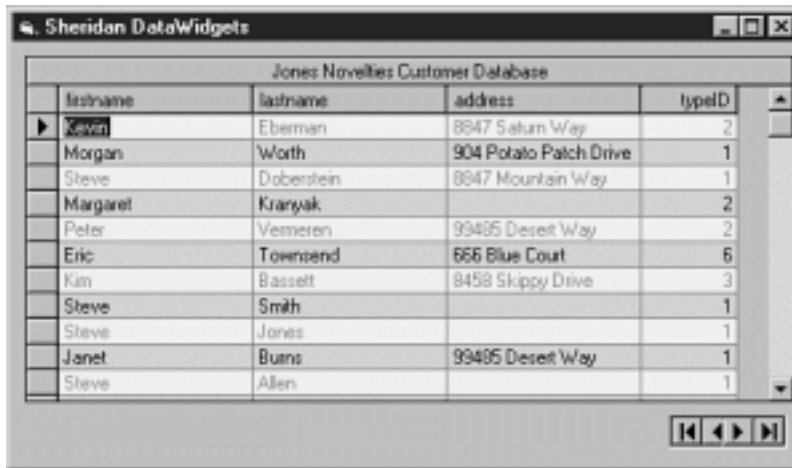 Sheridan DataWidgets
Jones Novelties Customer Database
firstname lastname address typeID
Kevin Eberman 8847 Saturn Way 2
Morgan Worth 904 Potato Patch Drive 1
Steve Doberstein 8847 Mountain Way 1
Margaret Kranyak 2
Peter Vermeren 99485 Desert Way 2
Eric Townsend 666 Blue Court 6
Kim Bassett 8458 Skippy Drive 3
Steve Smith 1
Steve Jones 1
Janet Burns 99485 Desert Way 1
Steve Allen 1